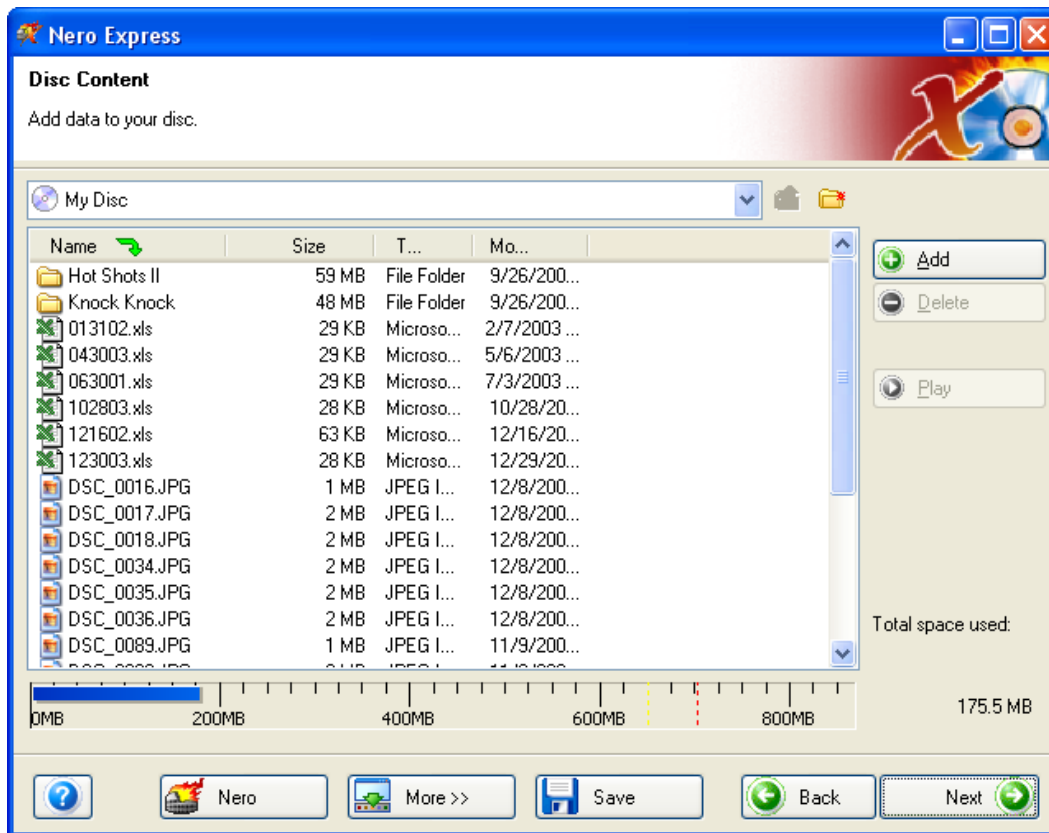 Nero Express
Disc Content
Add data to your disc.
My Disc
Name Size T... Mo...
Hot Shots II 59 MB File Folder 9/26/200...
Knock Knock 48 MB File Folder 9/26/200...
013102.xls 29 KB Microso... 2/7/2003 ...
043003.xls 29 KB Microso... 5/6/2003 ...
063001.xls 29 KB Microso... 7/3/2003 ...
102803.xls 28 KB Microso... 10/28/20...
121602.xls 63 KB Microso... 12/16/20...
123003.xls 28 KB Microso... 12/29/20...
DSC_0016.JPG 1 MB JPEG I... 12/8/200...
DSC_0017.JPG 2 MB JPEG I... 12/8/200...
DSC_0018.JPG 2 MB JPEG I... 12/8/200...
DSC_0034.JPG 2 MB JPEG I... 12/8/200...
DSC_0035.JPG 2 MB JPEG I... 12/8/200...
DSC_0036.JPG 2 MB JPEG I... 12/8/200...
DSC_0089.JPG 1 MB JPEG I... 11/9/200...
Add
Delete
Play
Total space used:
175.5 MB
0MB 200MB 400MB 600MB 800MB
Nero More >> Save Back Next